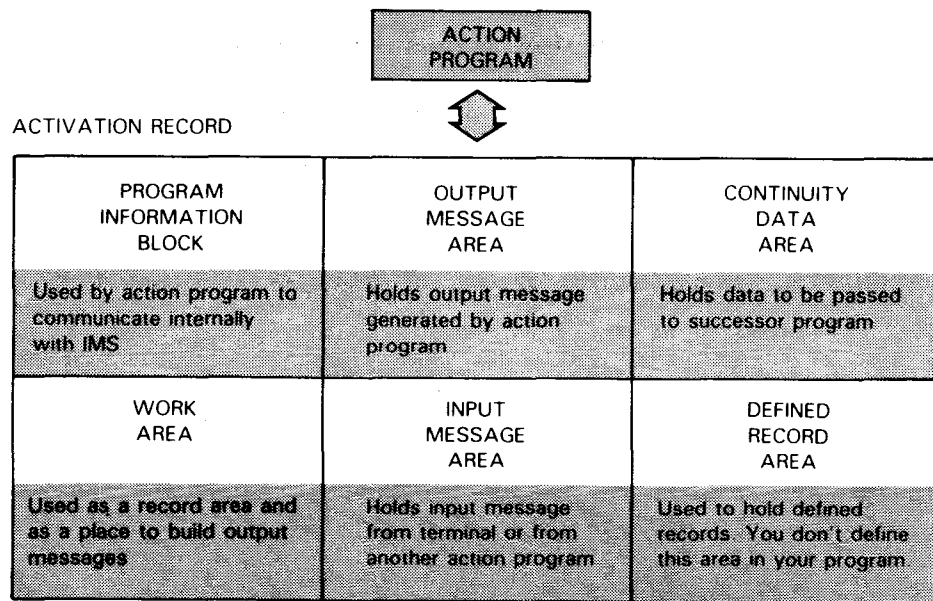 ACTION
PROGRAM
ACTIVATION RECORD
PROGRAM
INFORMATION
BLOCK
Used by action program to
communicate internally
with IMS
OUTPUT
MESSAGE
AREA
Holds output message
generated by action
program
CONTINUITY
DATA
AREA
Holds data to be passed
to successor program
WORK
AREA
Used as a record area and
as a place to build output
messages
INPUT
MESSAGE
AREA
Holds input message
from terminal or from
another action program
DEFINED
RECORD
AREA
Used to hold defined
records. You don't define
this area in your program.